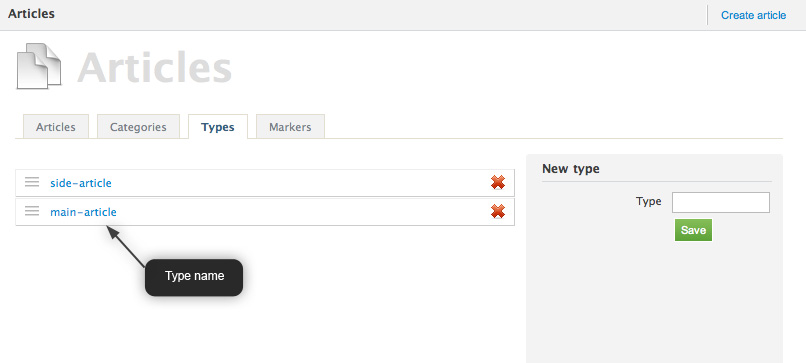 Articles
Create article
Articles
Articles
Categories
Types
Markers
side-article
main-article
Type name
New type
Type
Save